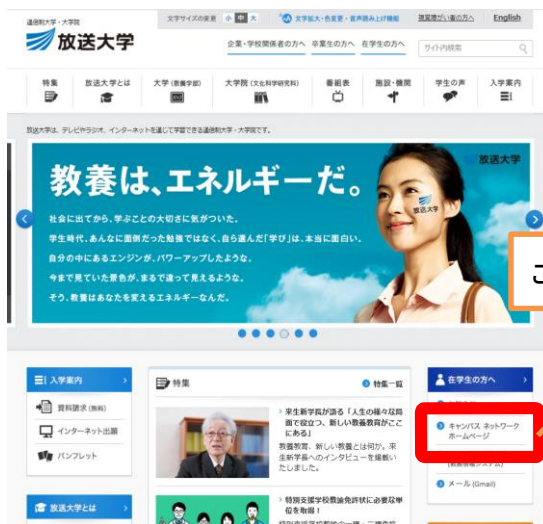 通信制大学・大学院
放送大学
文字サイズの変更 小 中 大
文字拡大・色変更・音声読み上げ機能
視覚障がい者の方へ
English
企業・学校関係者の方へ 卒業生の方へ 在学生の方へ
サイト内検索
特集
放送大学とは
大学(教養学部)
大学院(文化科学研究科)
番組表
施設・機関
学生の声
入学案内
放送大学は、テレビやラジオ、インターネットを通して学習できる通信制大学・大学院です。
放送大学
教養は、エネルギーだ。
放送大学
社会に出てから、学ぶことの大切さに気がついた。
学生時代、あんなに面倒だった勉強ではなく、自ら選んだ「学び」は、本当に面白い。
自分の中にあるエンジンが、パワーアップしたような。
今まで見ていた景色が、まるで違って見えるような。
そう、教養はあなたを変えるエネルギーなんだ。
入学案内
資料請求(無料)
インターネット出願
パンフレット
放送大学とは
特集
特集一覧
来生新学長が語る「人生の様々な局
面で役立つ、新しい教養教育がここ
にある」
教養教育、新しい教養とは何か。来
生新学長へのインタビューを掲載い
たしました。
特別支援学校教諭免許状に必要な単
位を取得!
在学生の方へ
キャンパス ネットワーク
ホームページ
メール(Gmail)